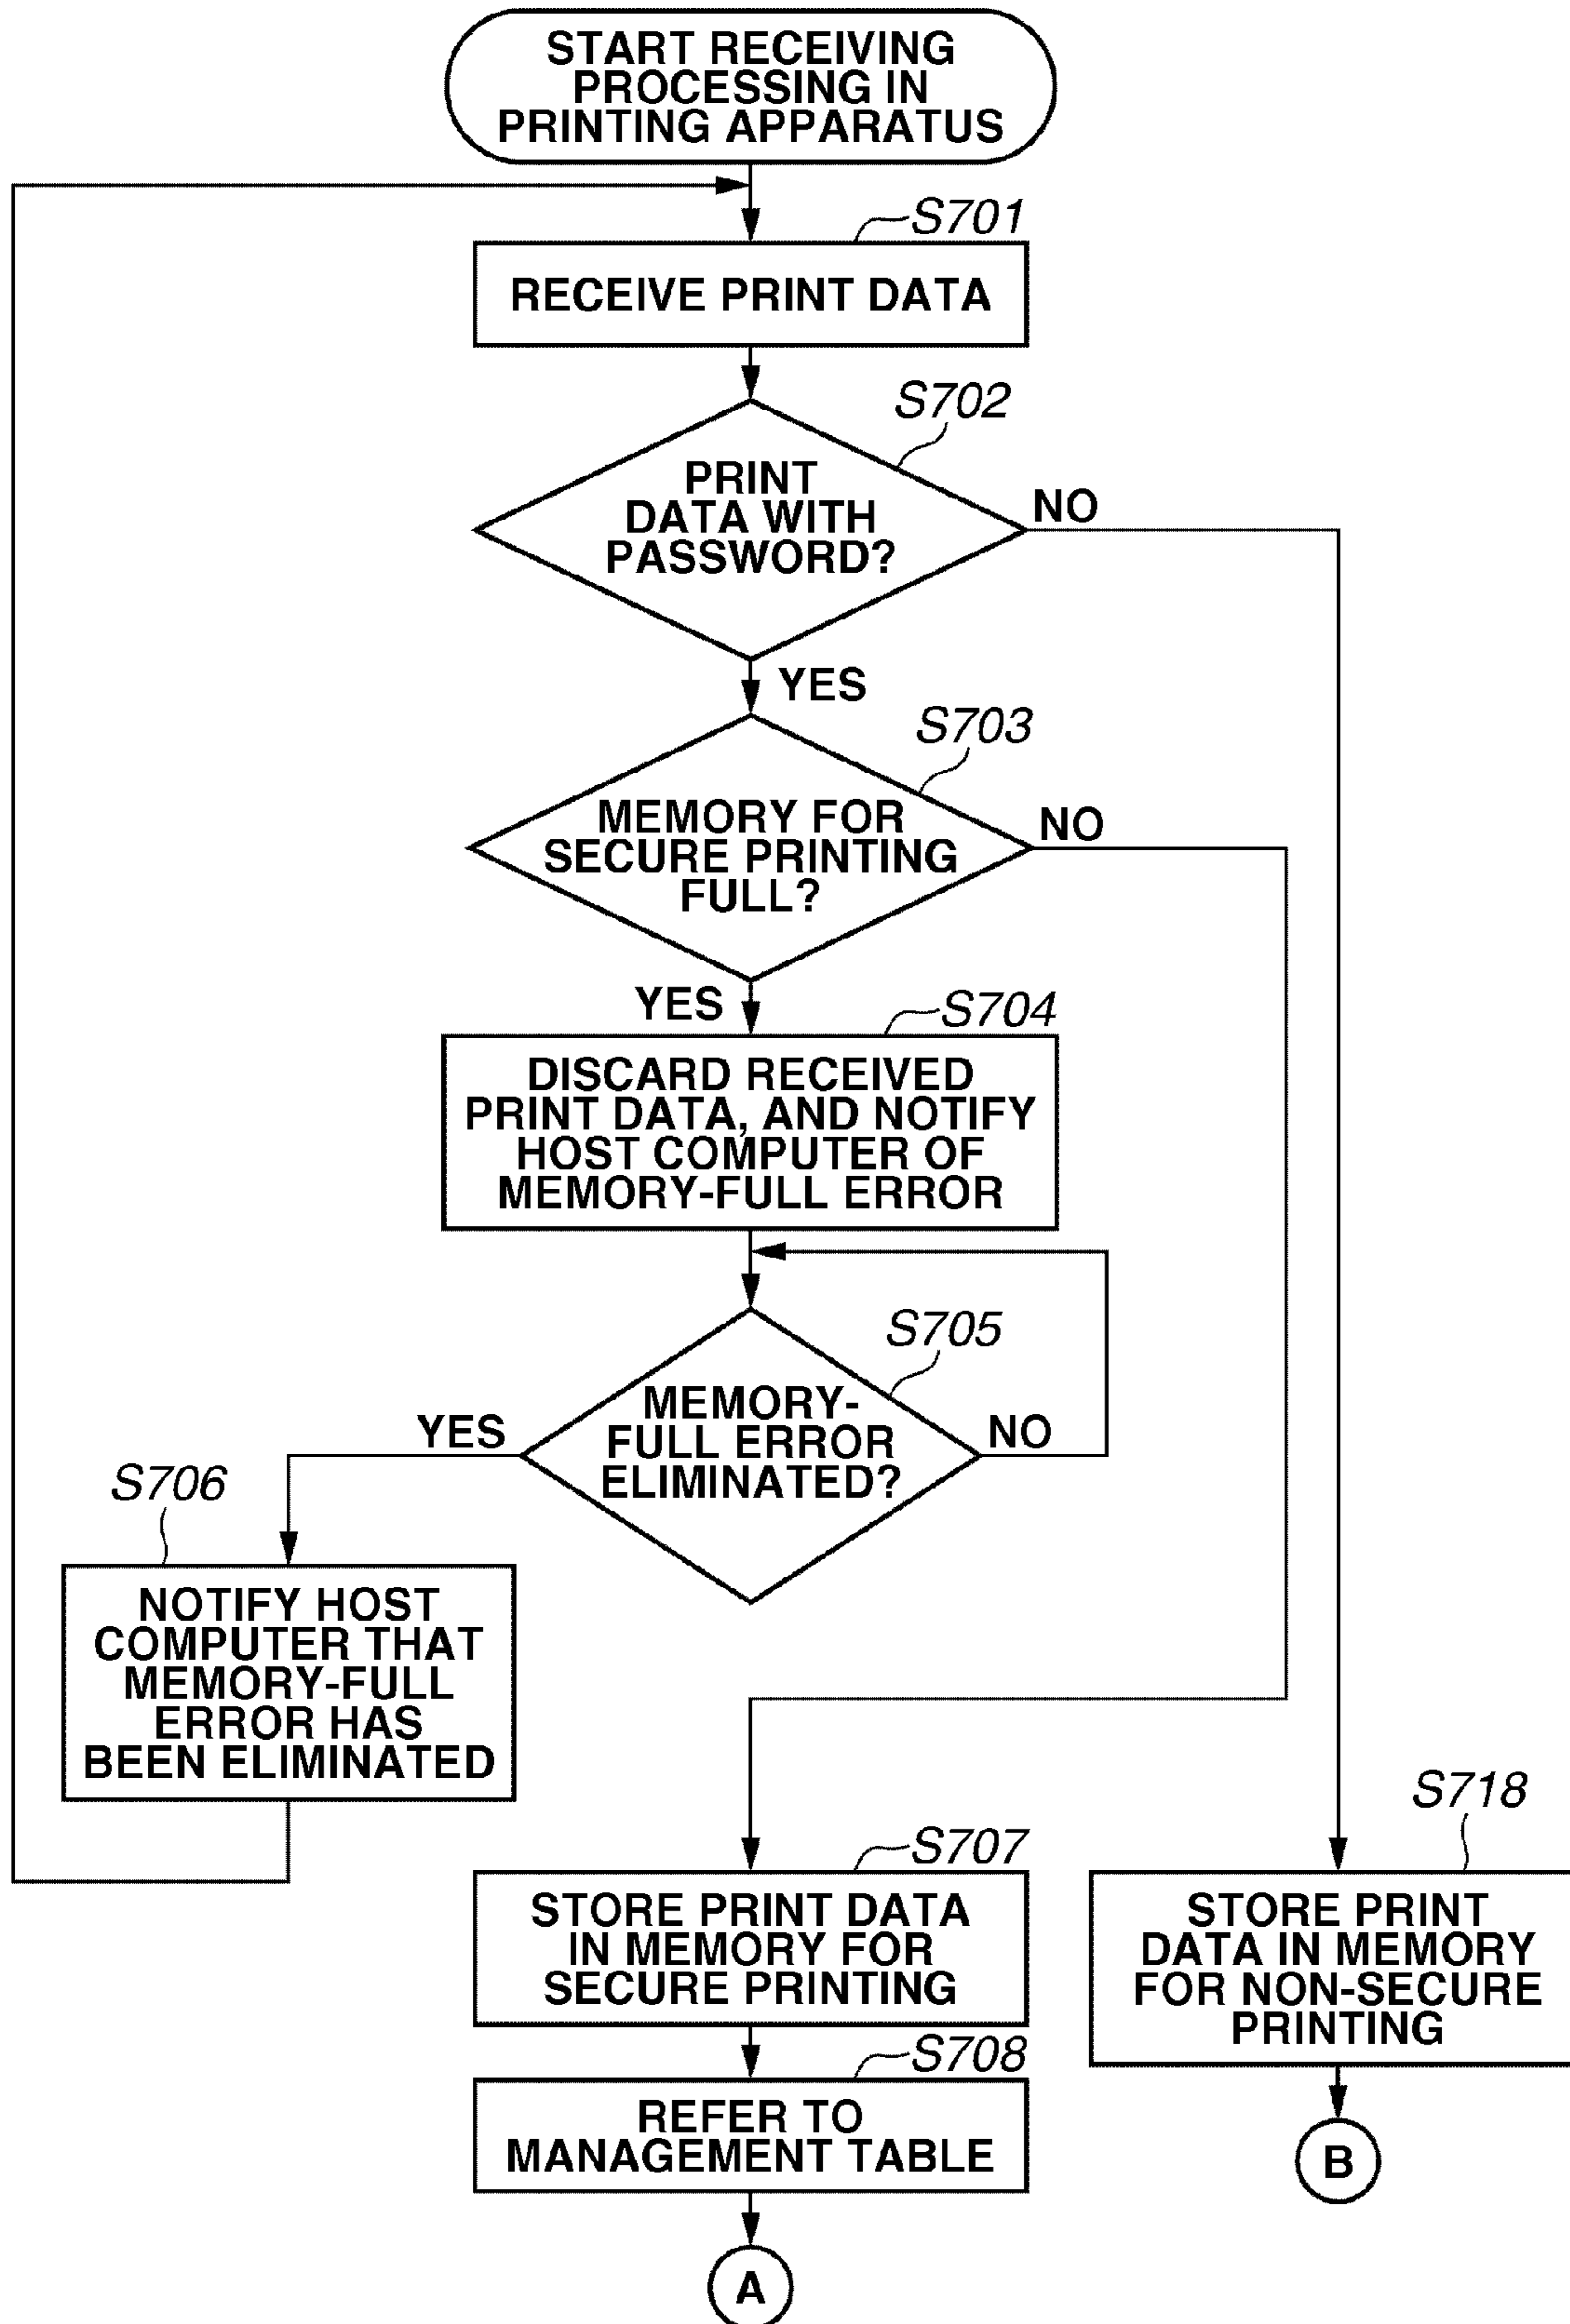 START RECEIVING
PROCESSING IN
PRINTING APPARATUS
S701
RECEIVE PRINT DATA
S702
PRINT
DATA WITH
PASSWORD?
NO
YES
S703
MEMORY FOR
SECURE PRINTING
FULL?
NO
YES
S704
DISCARD RECEIVED
PRINT DATA, AND NOTIFY
HOST COMPUTER OF
MEMORY-FULL ERROR
S705
MEMORY-
FULL ERROR
ELIMINATED?
YES
NO
S706
NOTIFY HOST
COMPUTER THAT
MEMORY-FULL
ERROR HAS
BEEN ELIMINATED
S707
STORE PRINT DATA
IN MEMORY FOR
SECURE PRINTING
S718
STORE PRINT
DATA IN MEMORY
FOR NON-SECURE
PRINTING
S708
REFER TO
MANAGEMENT TABLE
B
A